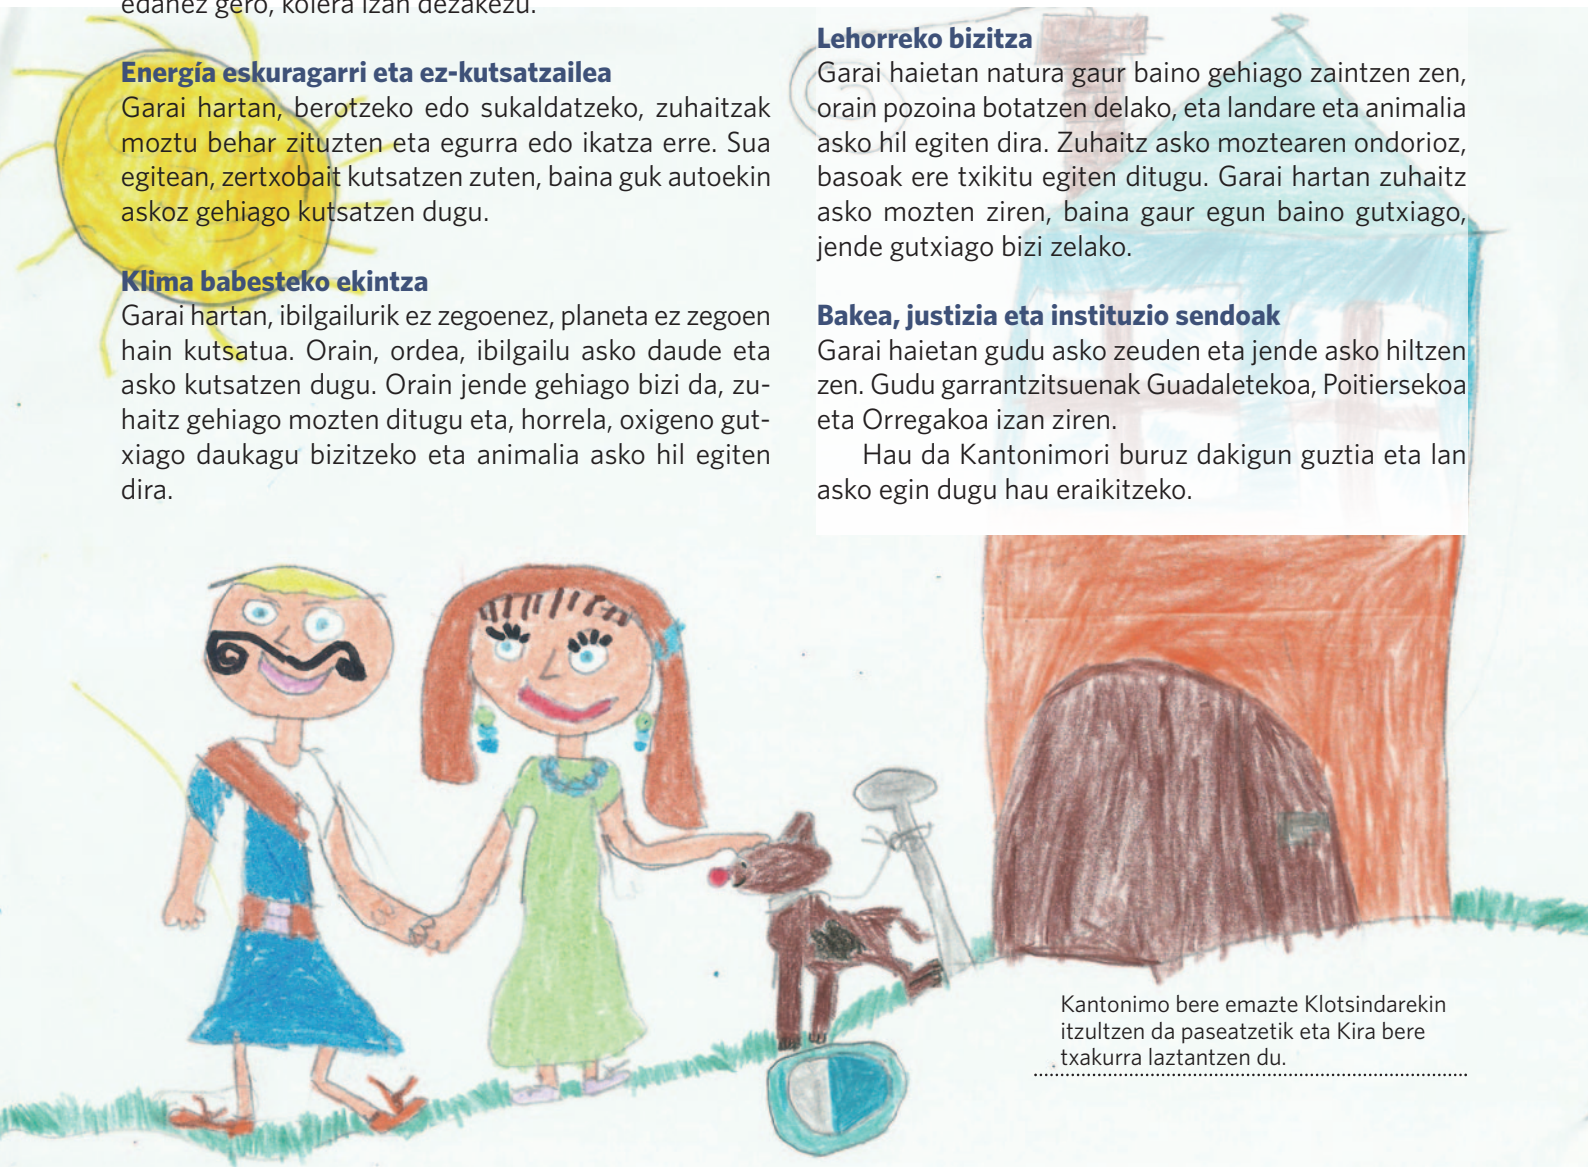 edanez gero, kolera izan dezakezu.
Energía eskuragarri eta ez-kutsatzailea
Garai hartan, berotzeko edo sukaldatzeko, zuhaitzak
moztu behar zituzten eta egurra edo ikatza erre. Sua
egitean, zertxobait kutsatzen zuten, baina guk autoekin
askoz gehiago kutsatzen dugu.
Klima babesteko ekintza
Garai hartan, ibilgailurik ez zegoenez, planeta ez zegoen
hain kutsatua. Orain, ordea, ibilgailu asko daude eta
asko kutsatzen dugu. Orain jende gehiago bizi da, zu-
haitz gehiago mozten ditugu eta, horrela, oxigeno gut-
xiago daukagu bizitzeko eta animalia asko hil egiten
dira.
Lehorreko bizitza
Garai haietan natura gaur baino gehiago zaintzen zen,
orain pozoina botatzen delako, eta landare eta animalia
asko hil egiten dira. Zuhaitz asko moztearen ondorioz,
basoak ere txikitu egiten ditugu. Garai hartan zuhaitz
asko mozten ziren, baina gaur egun baino gutxiago,
jende gutxiago bizi zelako.
Bakea, justizia eta instituzio sendoak
Garai haietan gudu asko zeuden eta jende asko hiltzen
zen. Gudu garrantzitsuenak Guadaletekoa, Poitiersekoa
eta Orregakoa izan ziren.
Hau da Kantonimori buruz dakigun guztia eta lan
asko egin dugu hau eraikitzeko.
Kantonimo bere emazte Klotsindarekin
itzultzen da paseatzetik eta Kira bere
txakurra laztantzen du.